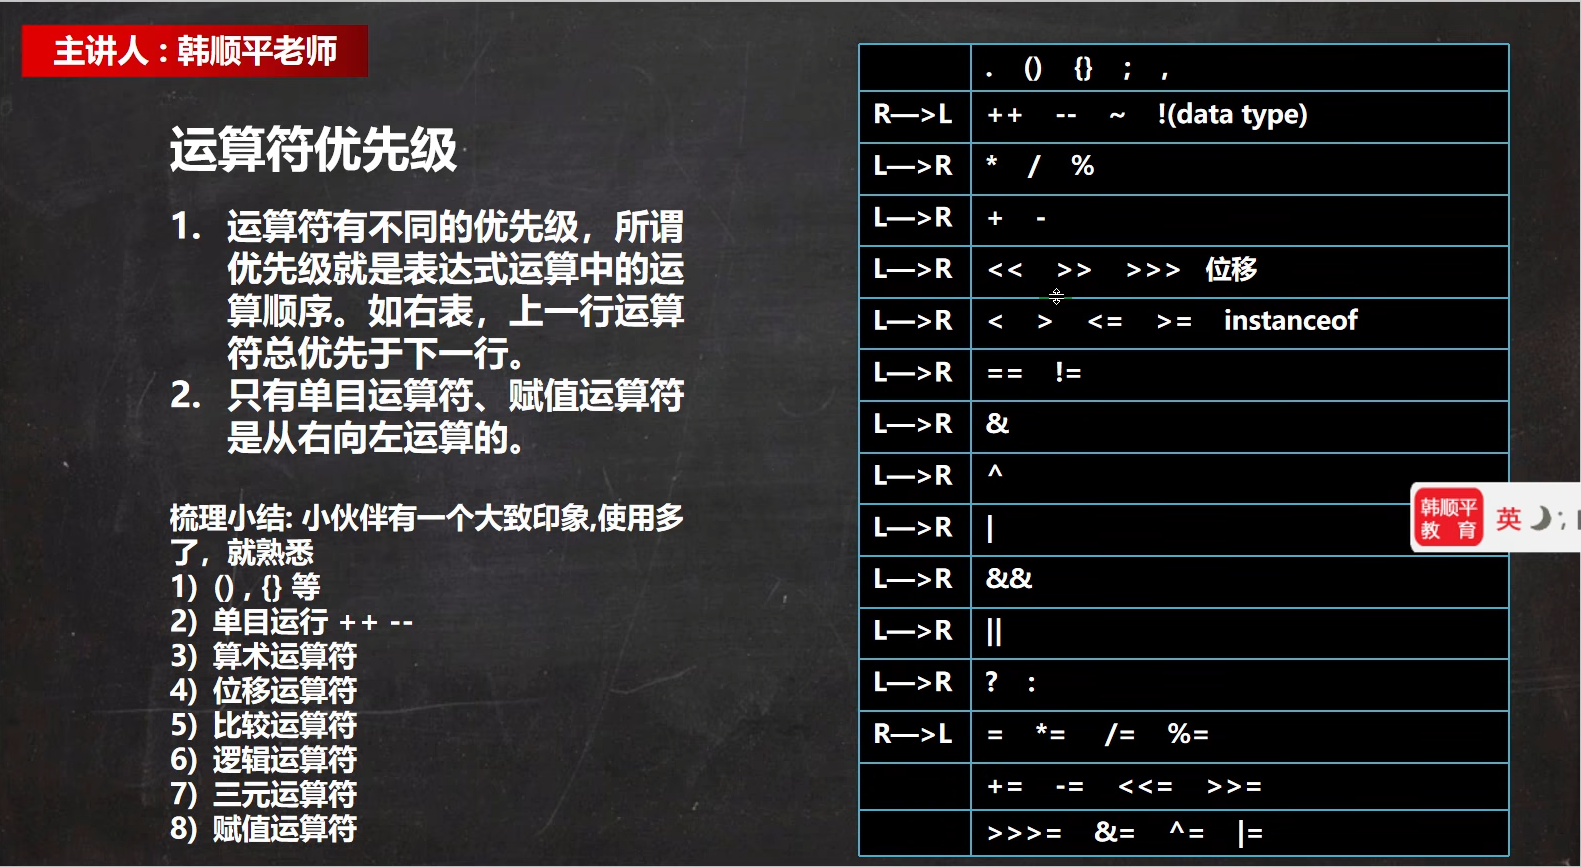 主讲人：韩顺平老师
运算符优先级
1. 运算符有不同的优先级，所谓
优先级就是表达式运算中的运
算顺序。如右表，上一行运算
符总优先于下一行。
2. 只有单目运算符、赋值运算符
是从右向左运算的。
梳理小结: 小伙伴有一个大致印象,使用多
了，就熟悉
1) () , {} 等
2) 单目运行 ++ --
3) 算术运算符
4) 位移运算符
5) 比较运算符
6) 逻辑运算符
7) 三元运算符
8) 赋值运算符
. () {} ; ,
R—>L ++ -- ~ !(data type)
L—>R * / %
L—>R + -
L—>R << >> >>> 位移
L—>R < > <= >= instanceof
L—>R == !=
L—>R &
L—>R ^
L—>R |
L—>R &&
L—>R ||
L—>R ? :
R—>L = *= /= %=
+= -= <<= >>=
>>>= &= ^= |=
韩顺平
教 育
英